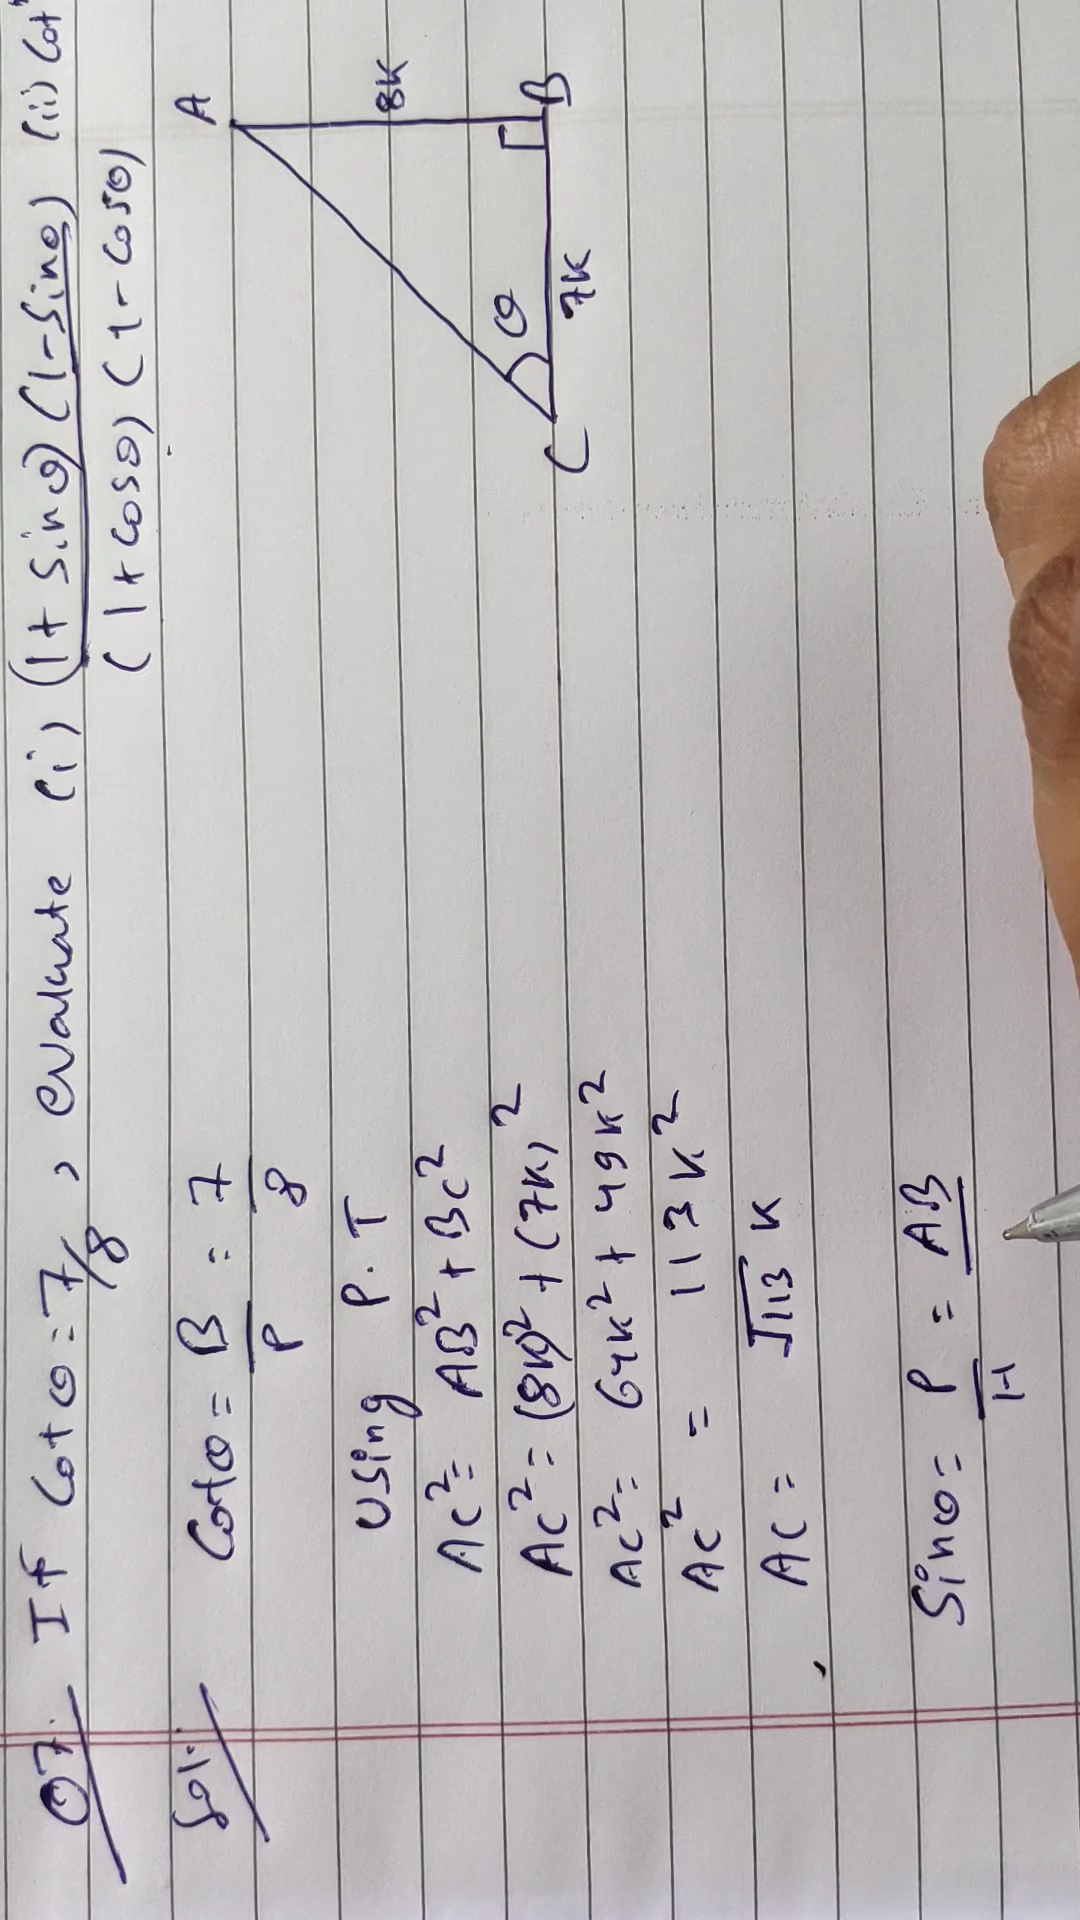 Q7. If Cotθ = 7/8 , evaluate (i) (1+ Sinθ) (1-Sinθ) (ii) Cot
(1+ Cosθ) (1- Cosθ)
Sol:. Cotθ = B/P = 7/8
A
8K
B
θ
7K
C
Using P.T
AC² = AB² + BC²
AC² = (8K)² + (7K)²
AC² = 64K² + 49K²
AC² = 113K²
AC = √113 K
Sinθ = P/H = AB